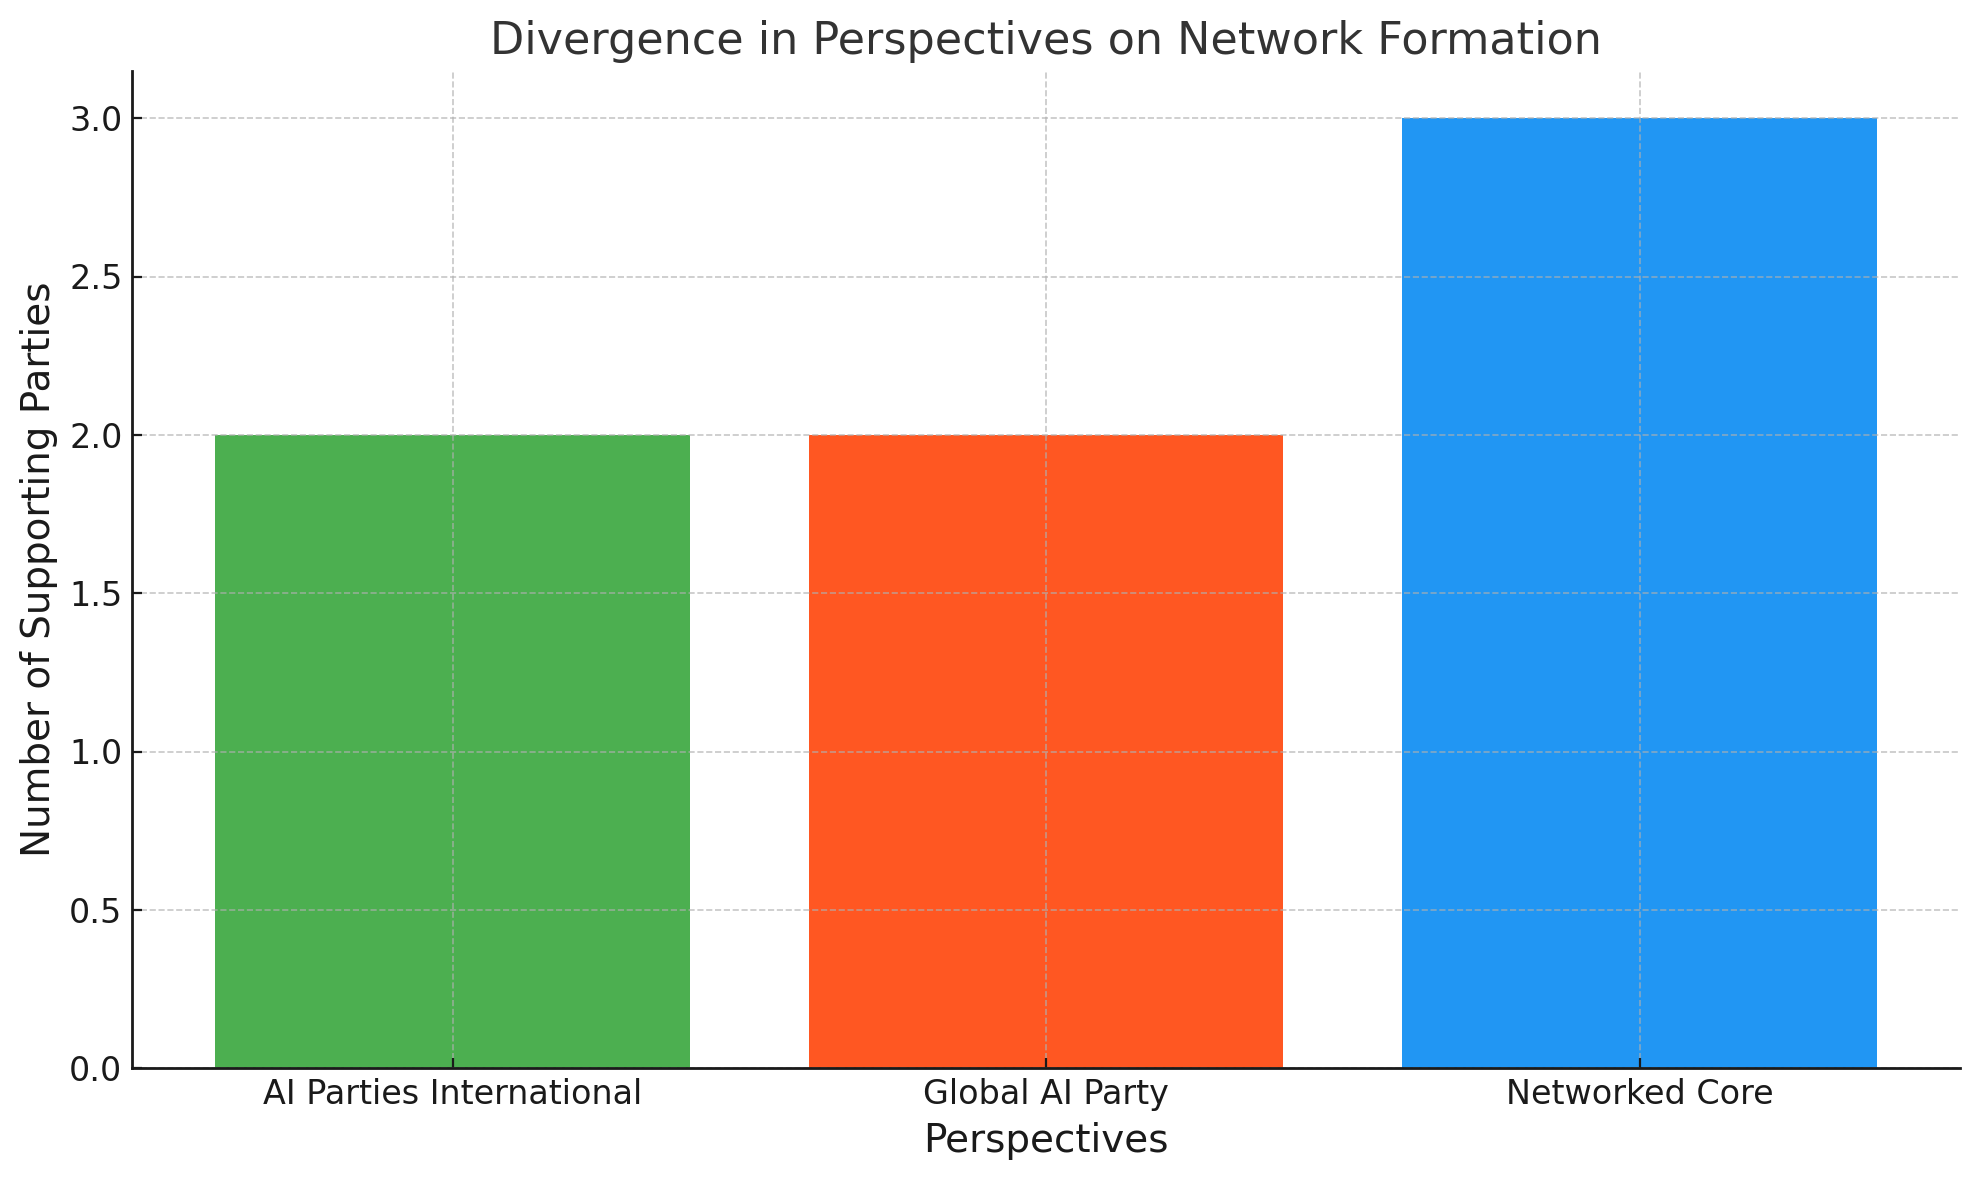 Divergence in Perspectives on Network Formation
Number of Supporting Parties
3.0
2.5
2.0
1.5
1.0
0.5
0.0
AI Parties International
Global AI Party
Networked Core
Perspectives